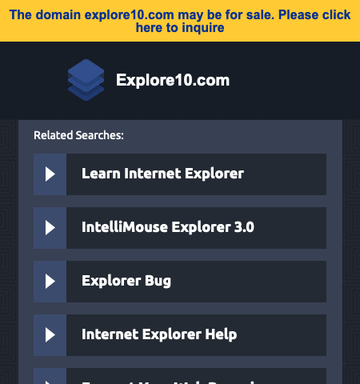 The domain explore10.com may be for sale. Please click
here to inquire
Explore10.com
Related Searches:
Learn Internet Explorer
IntelliMouse Explorer 3.0
Explorer Bug
Internet Explorer Help